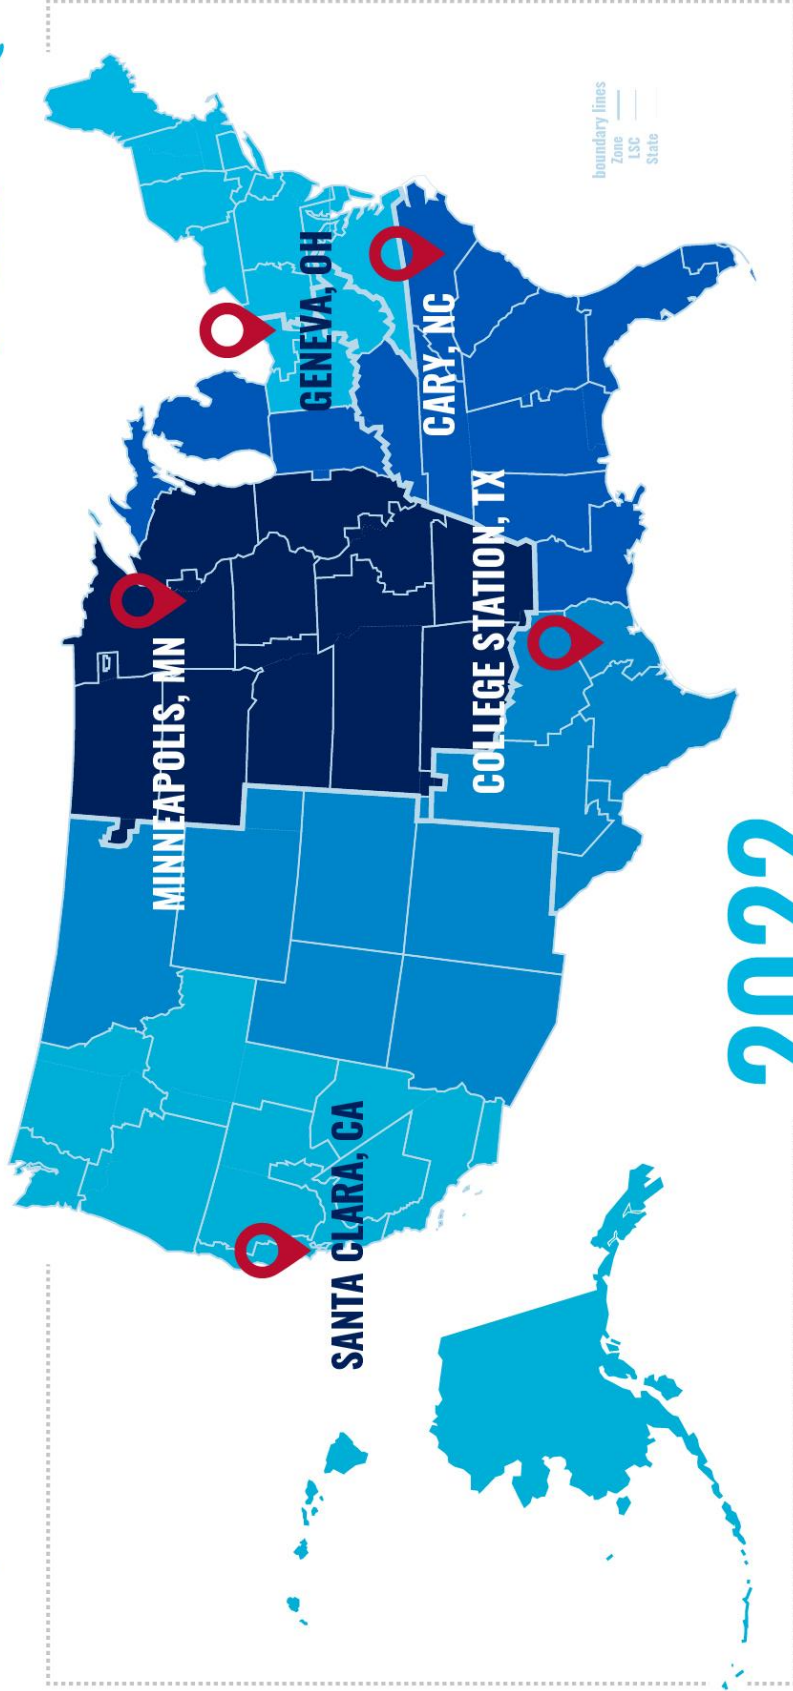 boundary lines
Zone
LSC
State
GENEVA, OH
CARY, NC
MINNEAPOLIS, MN
COLLEGE STATION, TX
SANTA CLARA, CA
2022